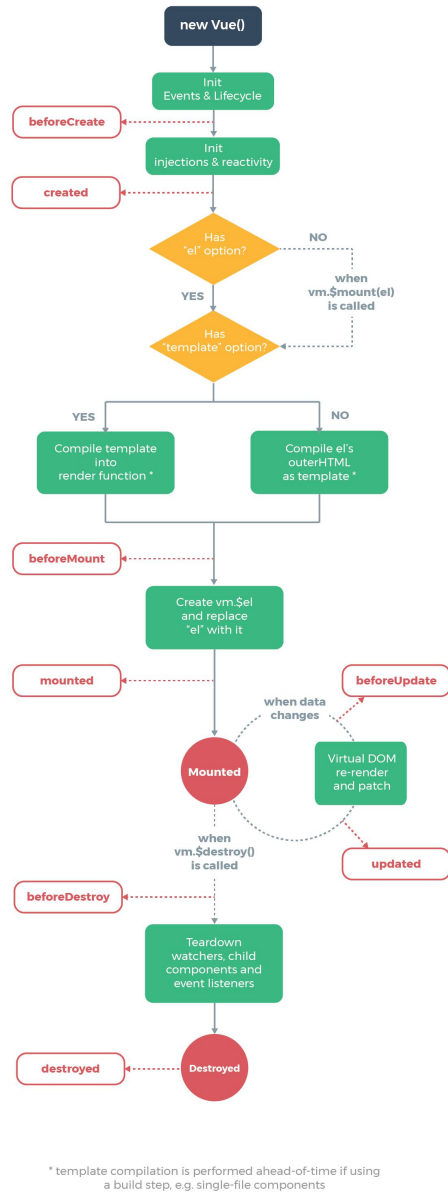 new Vue()
Init
Events & Lifecycle
beforeCreate
Init
injections & reactivity
created
Has
"el" option?
NO
when
vm.$mount(el)
is called
YES
Has
"template" option?
YES
NO
Compile template
into
render function *
Compile el's
outerHTML
as template *
beforeMount
Create vm.$el
and replace
"el" with it
mounted
beforeUpdate
when data
changes
Mounted
Virtual DOM
re-render
and patch
when
vm.$destroy()
is called
updated
beforeDestroy
Teardown
watchers, child
components and
event listeners
destroyed
Destroyed
* template compilation is performed ahead-of-time if using
a build step, e.g. single-file components